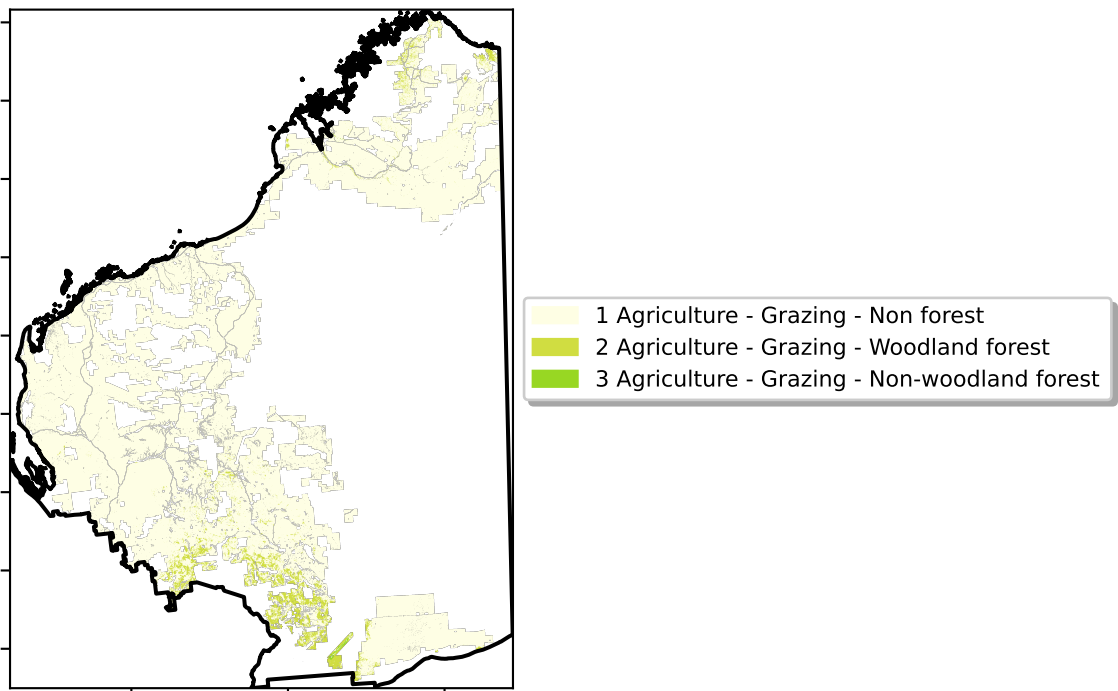 1 Agriculture - Grazing - Non forest
2 Agriculture - Grazing - Woodland forest
3 Agriculture - Grazing - Non-woodland forest